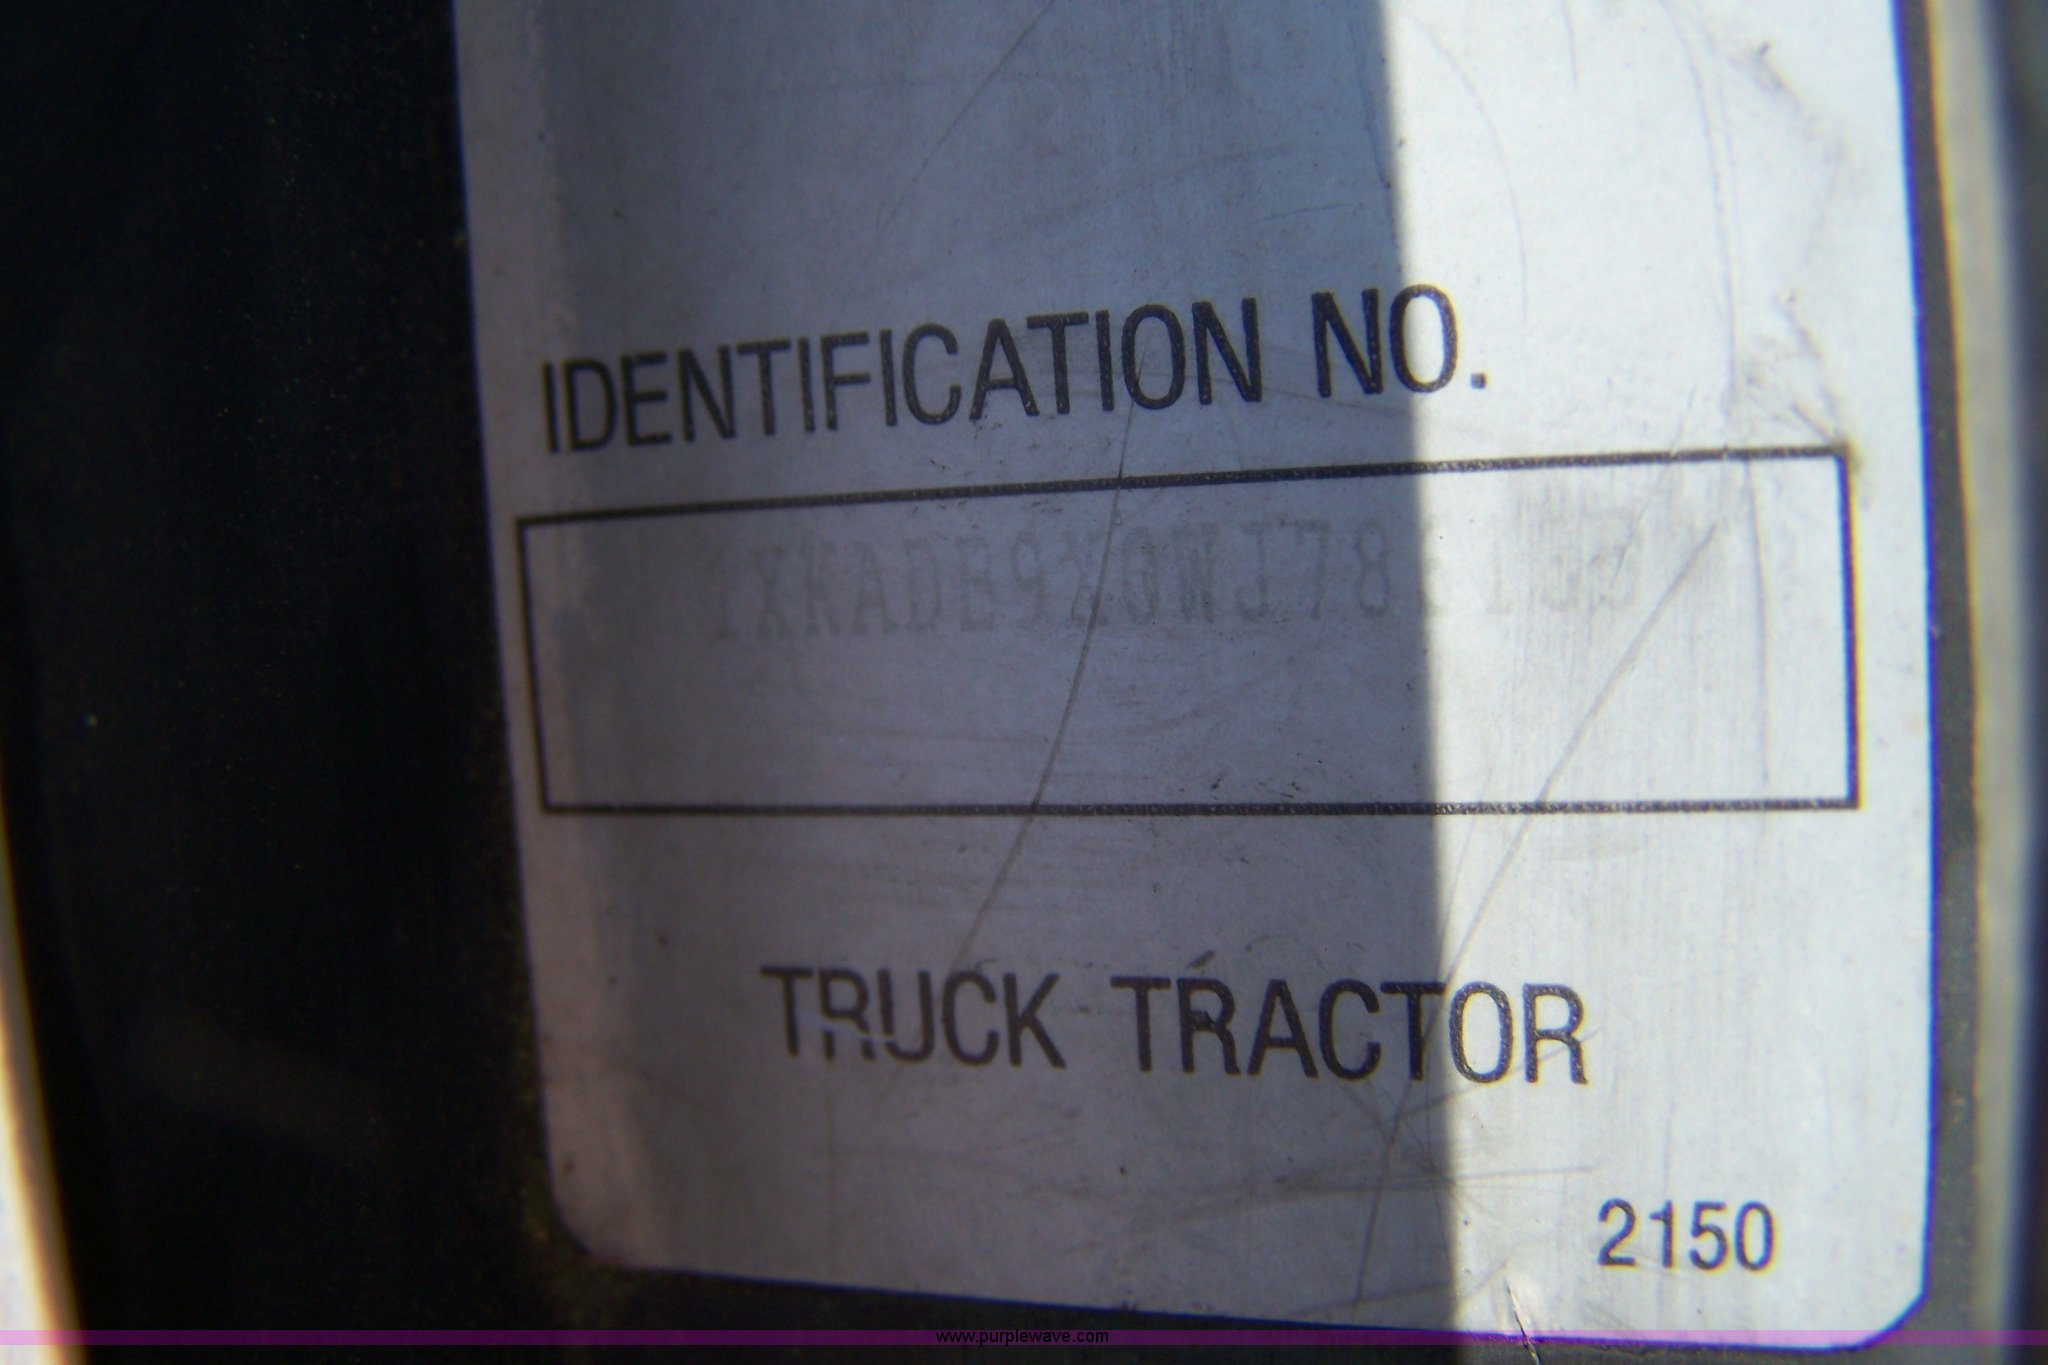 IDENTIFICATION NO.
TRUCK TRACTOR
2150
www.purplewave.com